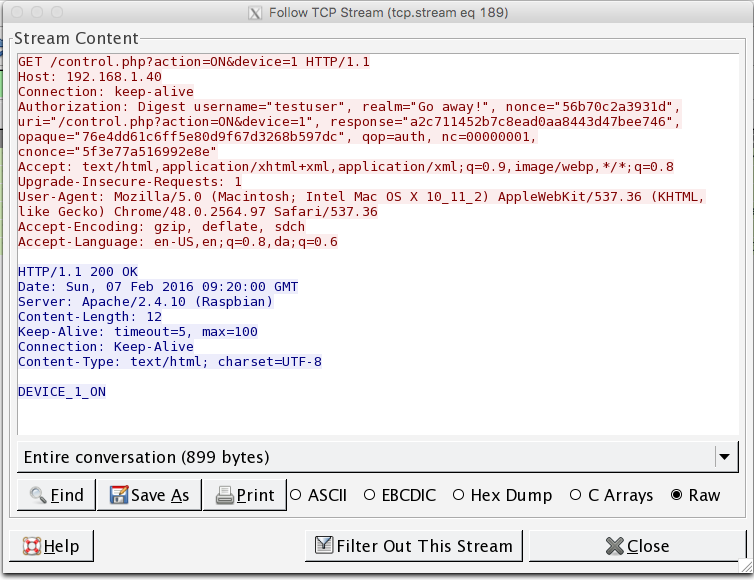 Follow TCP Stream (tcp.stream eq 189)
Stream Content
GET /control.php?action=ON&device=1 HTTP/1.1
Host: 192.168.1.40
Connection: keep-alive
Authorization: Digest username="testuser", realm="Go away!", nonce="56b70c2a3931d",
uri="/control.php?action=ON&device=1", response="a2c711452b7c8ead0aa8443d47bee746",
opaque="76e4dd61c6ff5e80d9f67d3268b597dc", qop=auth, nc=00000001,
cnonce="5f3e77a516992e8e"
Accept: text/html,application/xhtml+xml,application/xml;q=0.9,image/webp,*/*;q=0.8
Upgrade-Insecure-Requests: 1
User-Agent: Mozilla/5.0 (Macintosh; Intel Mac OS X 10_11_2) AppleWebKit/537.36 (KHTML,
like Gecko) Chrome/48.0.2564.97 Safari/537.36
Accept-Encoding: gzip, deflate, sdch
Accept-Language: en-US,en;q=0.8,da;q=0.6
HTTP/1.1 200 OK
Date: Sun, 07 Feb 2016 09:20:00 GMT
Server: Apache/2.4.10 (Raspbian)
Content-Length: 12
Keep-Alive: timeout=5, max=100
Connection: Keep-Alive
Content-Type: text/html; charset=UTF-8
DEVICE_1_ON
Entire conversation (899 bytes)
Find Save As Print ASCII EBCDIC Hex Dump C Arrays Raw
Help Filter Out This Stream Close